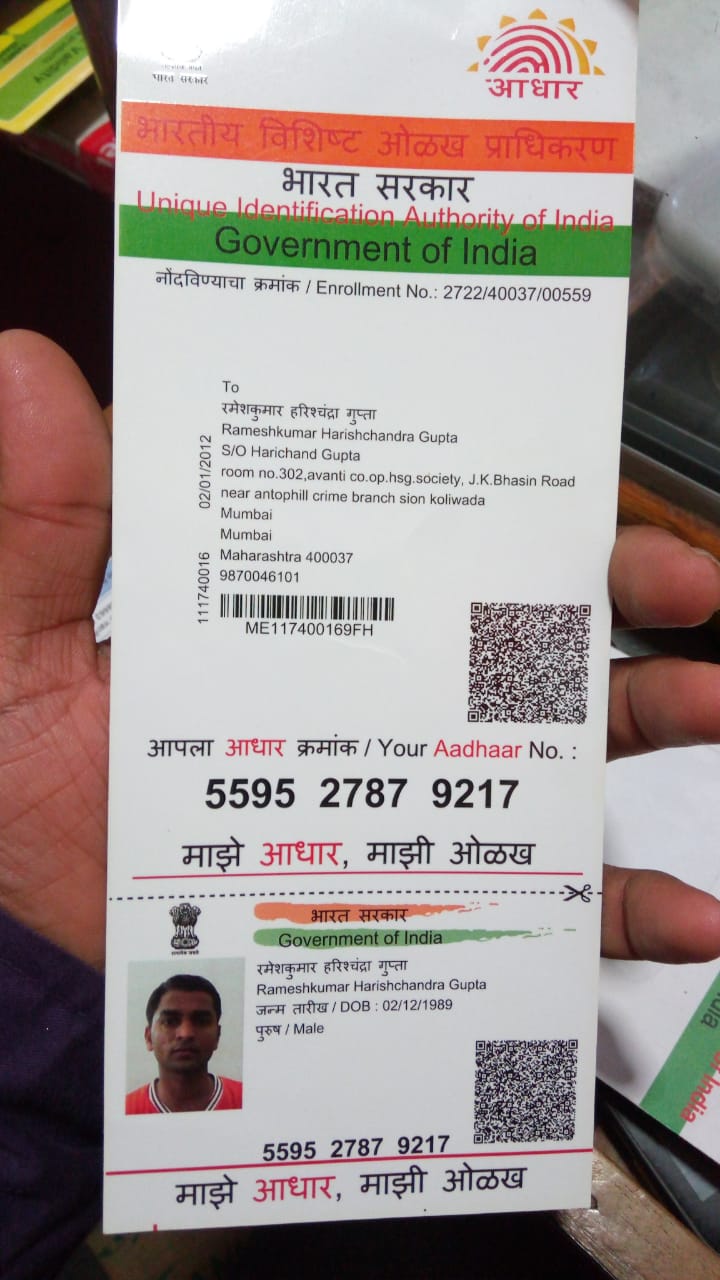 भारत सरकार
आधार
भारतीय विशिष्ट ओळख प्राधिकरण
भारत सरकार
Unique Identification Authority of India
Government of India
नोंदविण्याचा क्रमांक / Enrollment No.: 2722/40037/00559
To
रमेशकुमार हरिश्चंद्रा गुप्ता
Rameshkumar Harishchandra Gupta
S/O Harichand Gupta
room no.302,avanti co.op.hsg.society, J.K.Bhasin Road
near antophill crime branch sion koliwada
Mumbai
Mumbai
Maharashtra 400037
9870046101
02/01/2012
111740016
ME117400169FH
आपला आधार क्रमांक / Your Aadhaar No. :
5595 2787 9217
माझे आधार, माझी ओळख
भारत सरकार
Government of India
रमेशकुमार हरिश्चंद्रा गुप्ता
Rameshkumar Harishchandra Gupta
जन्म तारीख / DOB : 02/12/1989
पुरुष / Male
5595 2787 9217
माझे आधार, माझी ओळख